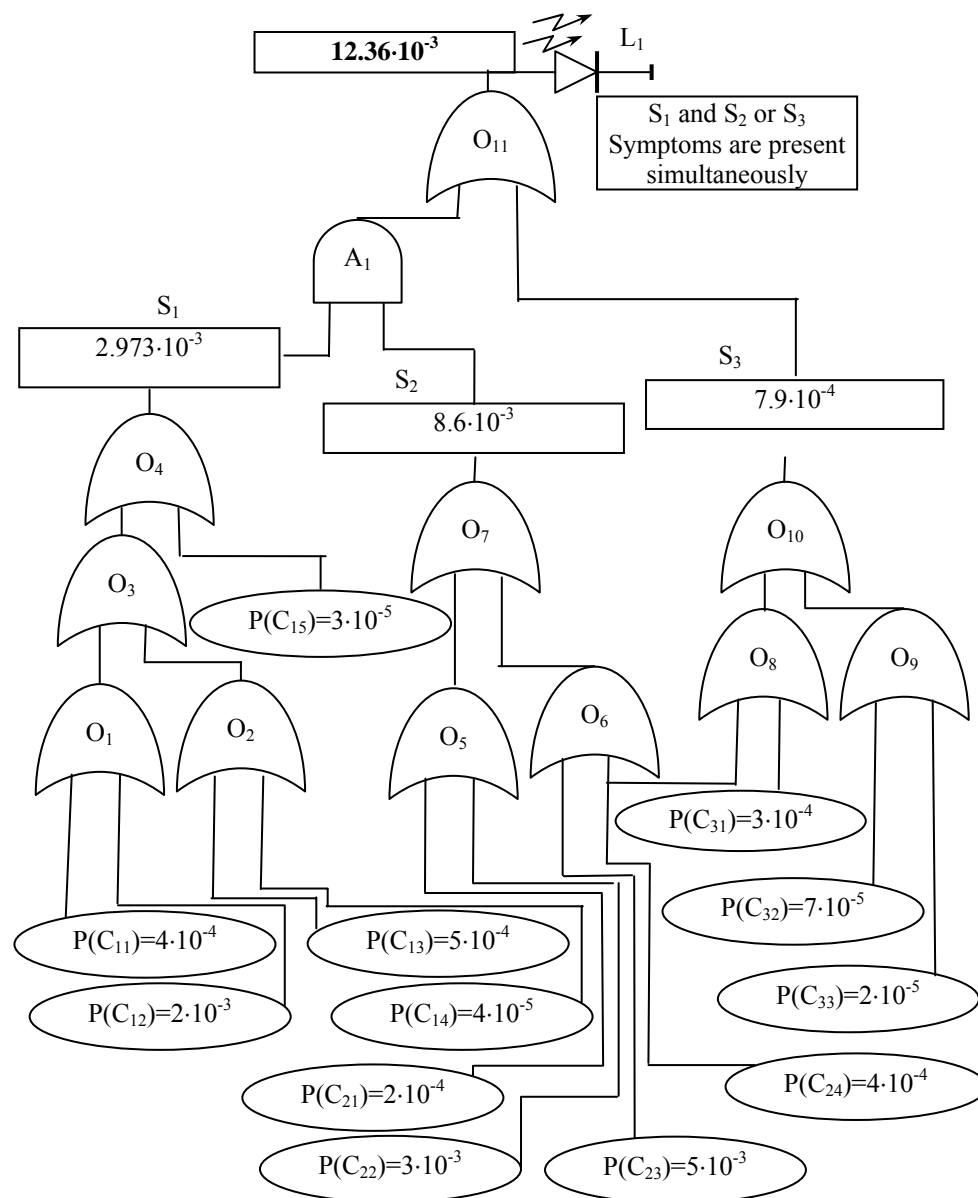 12.36·10⁻³
L₁
S₁ and S₂ or S₃
Symptoms are present
simultaneously
O₁₁
A₁
S₁
2.973·10⁻³
S₂
8.6·10⁻³
S₃
7.9·10⁻⁴
O₄
O₇
O₁₀
O₃
P(C₁₅)=3·10⁻⁵
O₈
O₉
O₁
O₂
O₅
O₆
P(C₃₁)=3·10⁻⁴
P(C₃₂)=7·10⁻⁵
P(C₁₁)=4·10⁻⁴
P(C₁₃)=5·10⁻⁴
P(C₃₃)=2·10⁻⁵
P(C₁₂)=2·10⁻³
P(C₁₄)=4·10⁻⁵
P(C₂₁)=2·10⁻⁴
P(C₂₄)=4·10⁻⁴
P(C₂₂)=3·10⁻³
P(C₂₃)=5·10⁻³